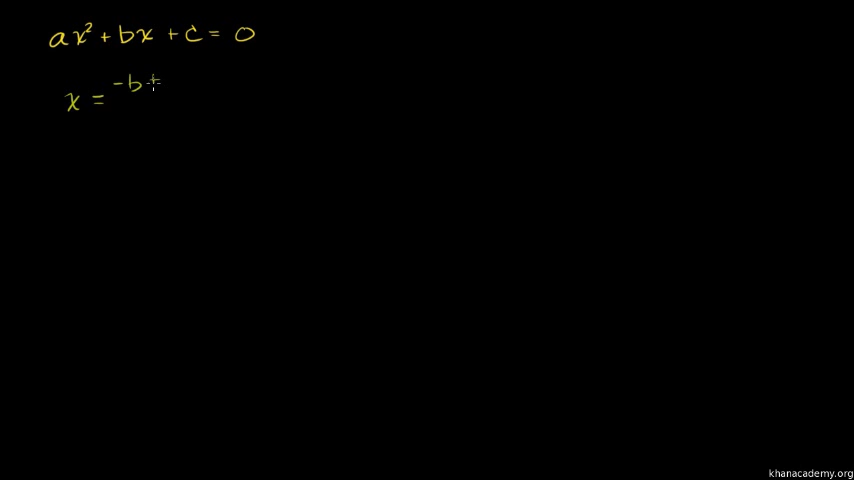 ax² + bx + c = 0
x = -b ±
khanacademy.org